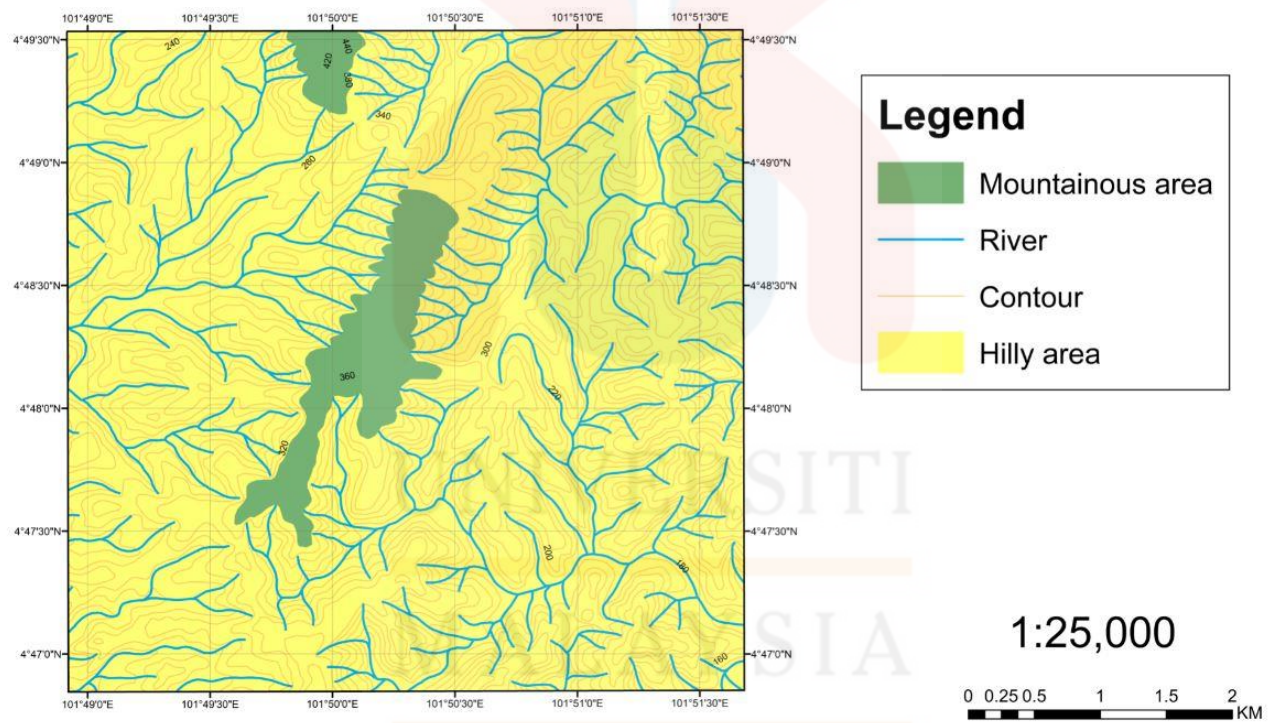 101°49'0"E 101°49'30"E 101°50'0"E 101°50'30"E 101°51'0"E 101°51'30"E
4°49'30"N 4°49'30"N
240
420
440
380
340
4°49'0"N 4°49'0"N
260
4°48'30"N 4°48'30"N
300
360
220
4°48'0"N 4°48'0"N
320
4°47'30"N 4°47'30"N
200
180
4°47'0"N 4°47'0"N
160
101°49'0"E 101°49'30"E 101°50'0"E 101°50'30"E 101°51'0"E 101°51'30"E
Legend
Mountainous area
River
Contour
Hilly area
UNIVERSITI
MALAYSIA
1:25,000
0 0.25 0.5 1 1.5 2
KM